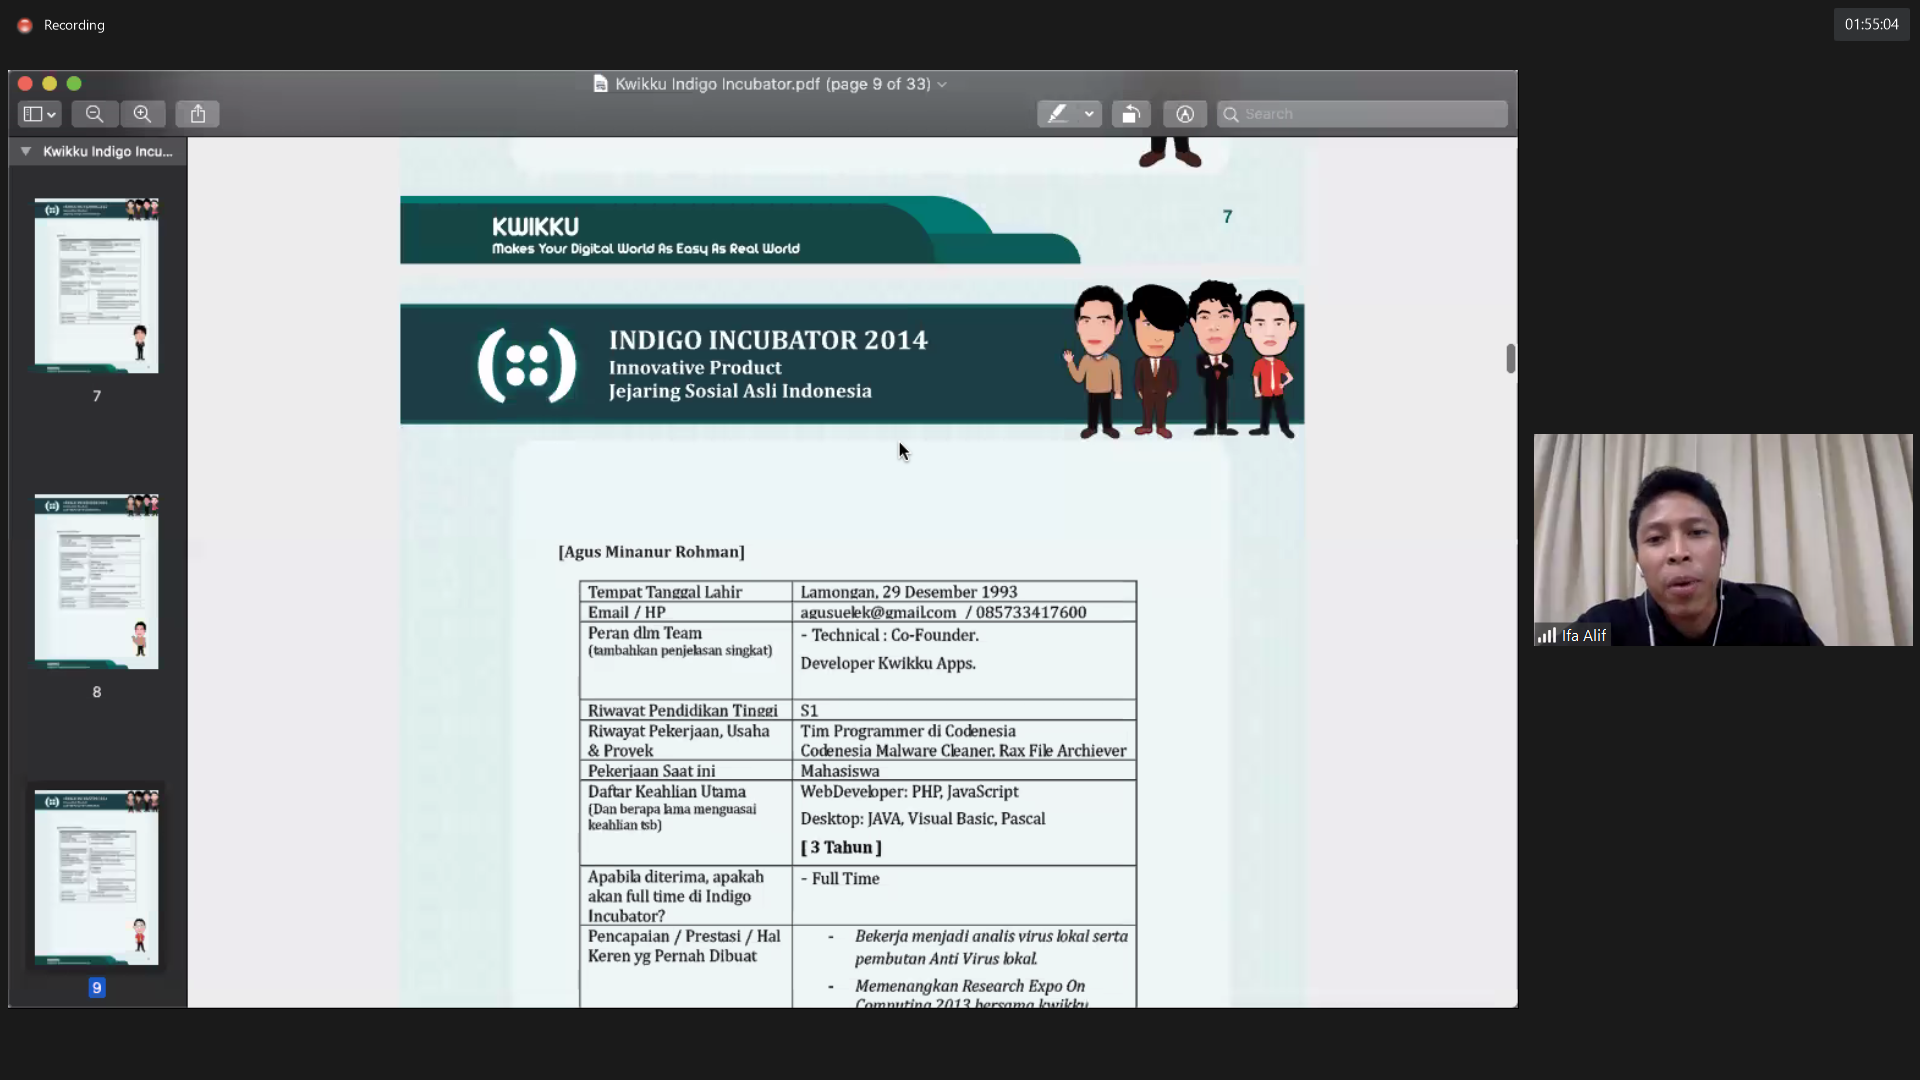 Recording
01:55:04
Kwikku Indigo Incubator.pdf (page 9 of 33)
Search
Kwikku Indigo Incu...
7
8
9
KWIKKU
Makes Your Digital World As Easy As Real World
7
INDIGO INCUBATOR 2014
Innovative Product
Jejaring Sosial Asli Indonesia
[Agus Minanur Rohman]
Tempat Tanggal Lahir
Lamongan, 29 Desember 1993
Email / HP
agusuelek@gmail.com / 085733417600
Peran dlm Team
(tambahkan penjelasan singkat)
- Technical : Co-Founder.
Developer Kwikku Apps.
Riwayat Pendidikan Tinggi
S1
Riwayat Pekerjaan, Usaha
& Proyek
Tim Programmer di Codenesia
Codenesia Malware Cleaner. Rax File Archiever
Pekerjaan Saat ini
Mahasiswa
Daftar Keahlian Utama
(Dan berapa lama menguasai
keahlian tsb)
WebDeveloper: PHP, JavaScript
Desktop: JAVA, Visual Basic, Pascal
[ 3 Tahun ]
Apabila diterima, apakah
akan full time di Indigo
Incubator?
- Full Time
Pencapaian / Prestasi / Hal
Keren yg Pernah Dibuat
- Bekerja menjadi analis virus lokal serta
pembutan Anti Virus lokal.
- Memenangkan Research Expo On
Computing 2013 bersama kwikku
Ifa Alif